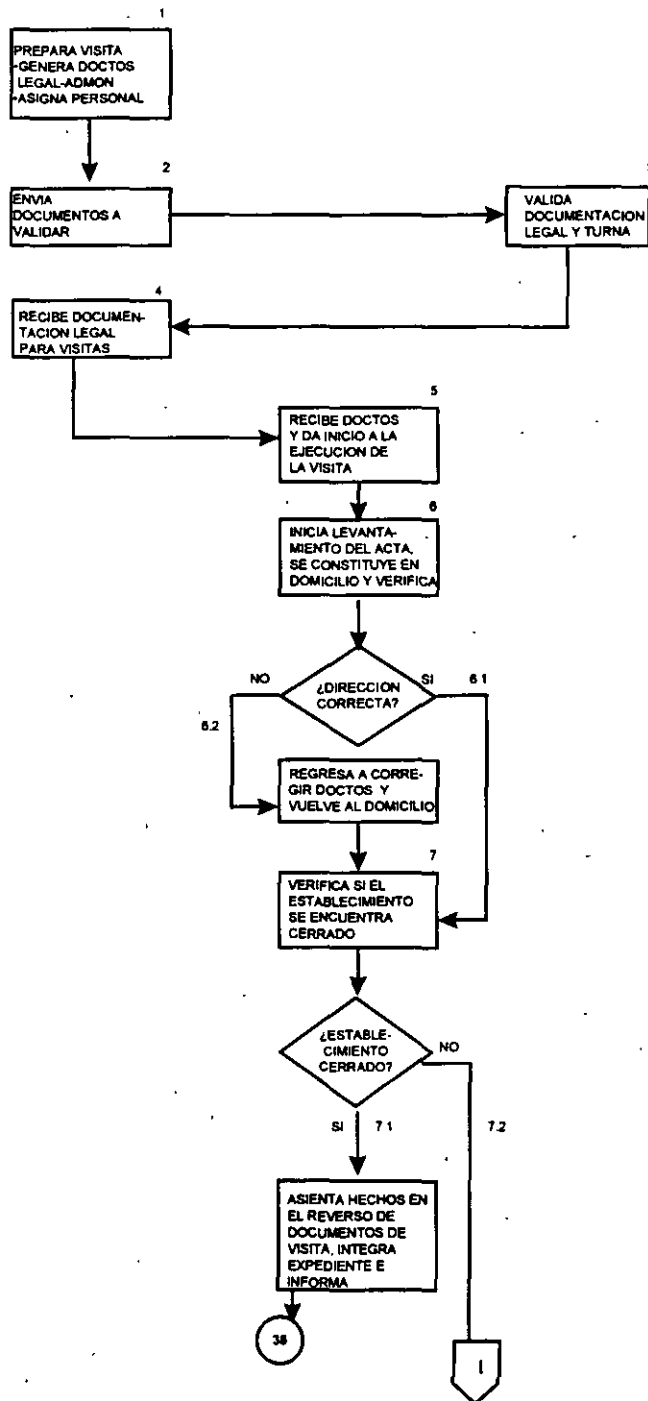 1
PREPARA VISITA
-GENERA DOCTOS
LEGAL-ADMON
-ASIGNA PERSONAL
2
ENVIA
DOCUMENTOS A
VALIDAR
VALIDA
DOCUMENTACION
LEGAL Y TURNA
4
RECIBE DOCUMEN-
TACION LEGAL
PARA VISITAS
5
RECIBE DOCTOS
Y DA INICIO A LA
EJECUCION DE
LA VISITA
6
INICIA LEVANTA-
MIENTO DEL ACTA,
SE CONSTITUYE EN
DOMICILIO Y VERIFICA
NO
¿DIRECCION
CORRECTA?
SI
6.1
6.2
REGRESA A CORRE-
GIR DOCTOS Y
VUELVE AL DOMICILIO
7
VERIFICA SI EL
ESTABLECIMIENTO
SE ENCUENTRA
CERRADO
¿ESTABLE-
CIMIENTO
CERRADO?
NO
SI 7.1
7.2
ASIENTA HECHOS EN
EL REVERSO DE
DOCUMENTOS DE
VISITA, INTEGRA
EXPEDIENTE E
INFORMA
I